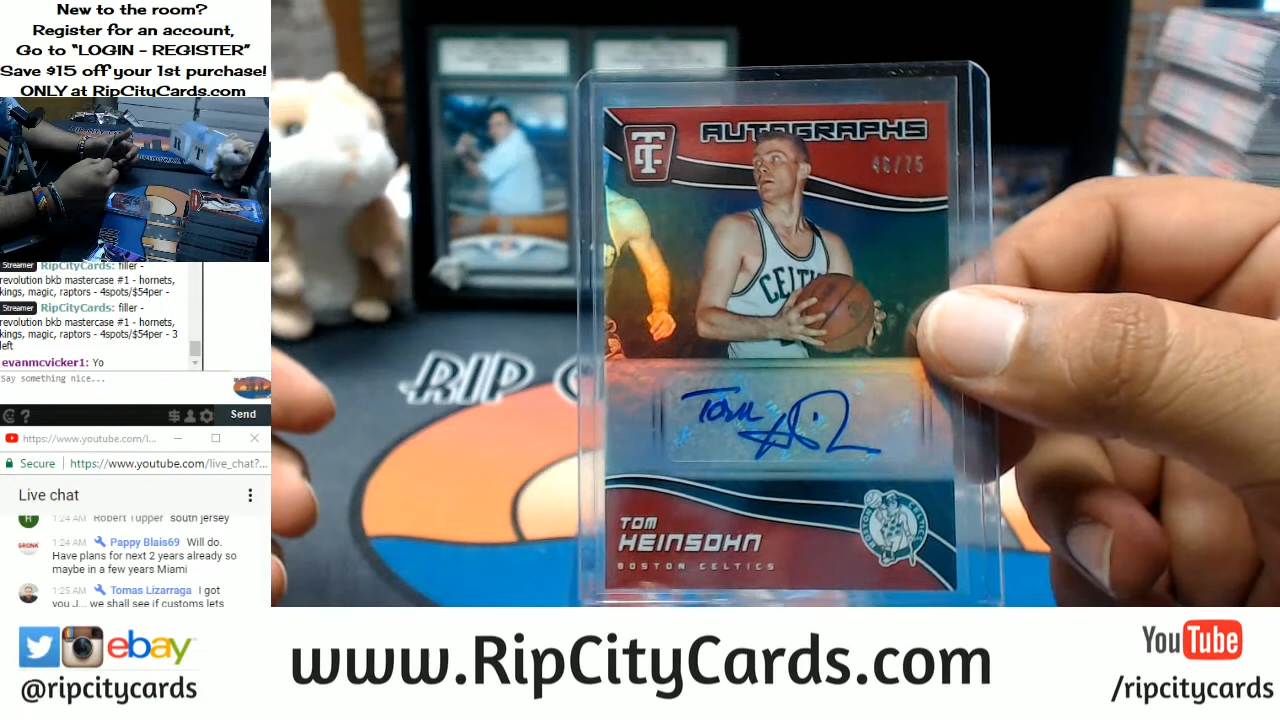 New to the room?
Register for an account,
Go to "LOGIN - REGISTER"
Save $15 off your 1st purchase!
ONLY at RipCityCards.com
R T
Streamer RipCityCards: filler -
revolution bkb mastercase #1 - hornets,
kings, magic, raptors - 4spots/$54per -
Streamer RipCityCards: filler -
revolution bkb mastercase #1 - hornets,
kings, magic, raptors - 4spots/$54per - 3
left
evanmcvicker1: Yo
Say something nice...
Send
https://www.youtube.com/l...
Secure https://www.youtube.com/live_chat?...
Live chat
1:24 AM Robert Tupper south jersey
1:24 AM Pappy Blais69 Will do.
Have plans for next 2 years already so
maybe in a few years Miami
1:25 AM Tomas Lizarraga I got
you J... we shall see if customs lets
AUTOGRAPHS
46/75
CELTI
RIP C
TOM
HEINSOHN
BOSTON CELTICS
ebay
@ripcitycards
www.RipCityCards.com
YouTube
/ripcitycards